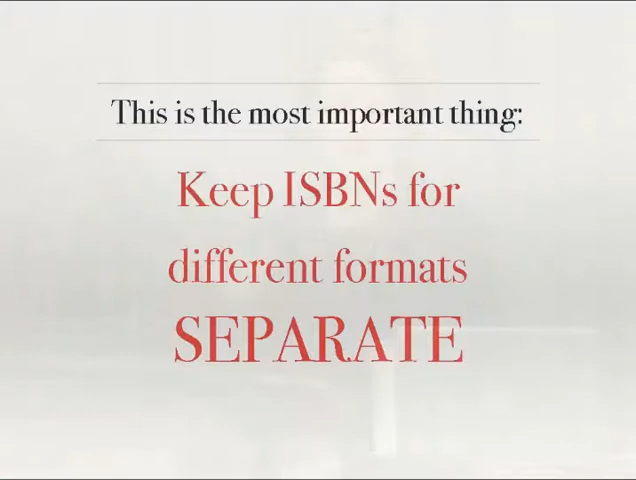 This is the most important thing:
Keep ISBNs for
different formats
SEPARATE